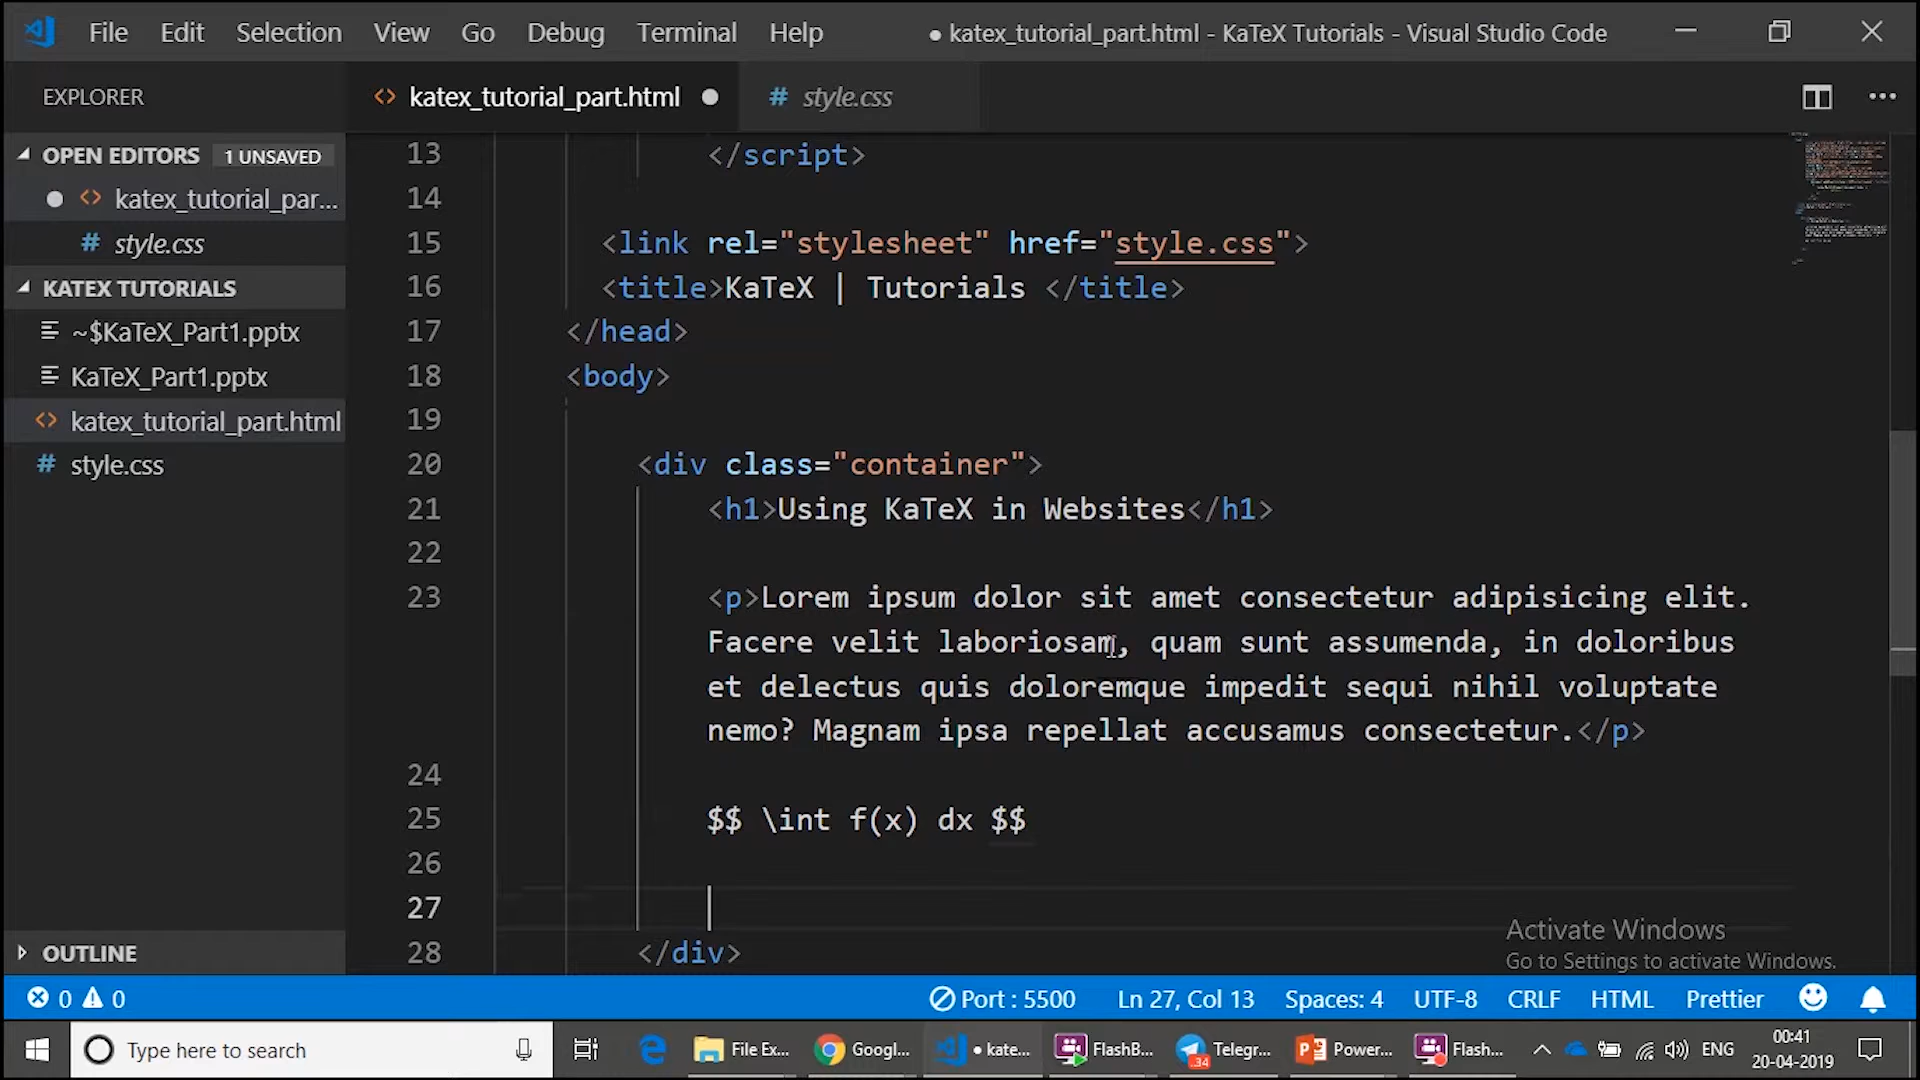 File Edit Selection View Go Debug Terminal Help ● katex_tutorial_part.html - KaTeX Tutorials - Visual Studio Code
EXPLORER
<> katex_tutorial_part.html ●
# style.css
OPEN EDITORS 1 UNSAVED
● <> katex_tutorial_par...
# style.css
KATEX TUTORIALS
~$KaTeX_Part1.pptx
KaTeX_Part1.pptx
<> katex_tutorial_part.html
# style.css
OUTLINE
13 </script>
14
15 <link rel="stylesheet" href="style.css">
16 <title>KaTeX | Tutorials </title>
17 </head>
18 <body>
19
20 <div class="container">
21 <h1>Using KaTeX in Websites</h1>
22
23 <p>Lorem ipsum dolor sit amet consectetur adipisicing elit.
Facere velit laboriosam, quam sunt assumenda, in doloribus
et delectus quis doloremque impedit sequi nihil voluptate
nemo? Magnam ipsa repellat accusamus consectetur.</p>
24
25 $$ \int f(x) dx $$
26
27
28 </div>
Activate Windows
Go to Settings to activate Windows.
0 0 Port : 5500 Ln 27, Col 13 Spaces: 4 UTF-8 CRLF HTML Prettier
Type here to search
File Ex... Googl... ● kate... FlashB... 34 Telegr... Power... Flash... ENG
00:41
20-04-2019